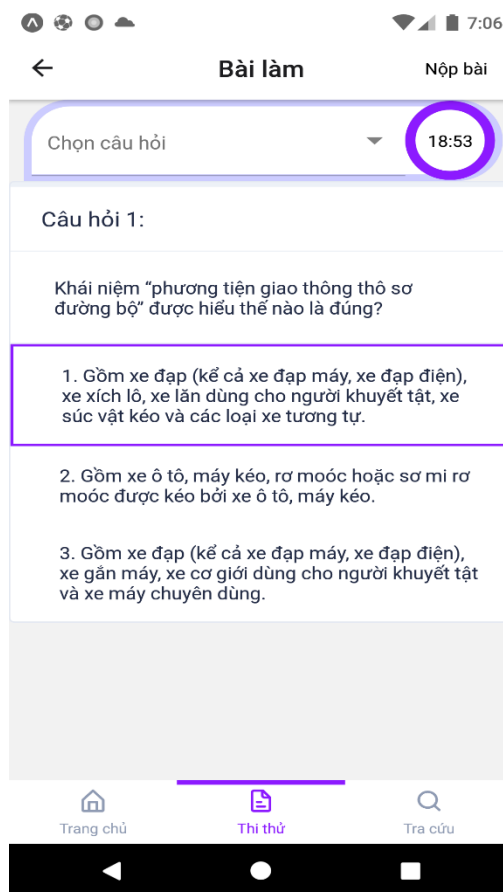 7:06
Bài làm
Nộp bài
Chọn câu hỏi
18:53
Câu hỏi 1:
Khái niệm “phương tiện giao thông thô sơ
đường bộ” được hiểu thế nào là đúng?
1. Gồm xe đạp (kể cả xe đạp máy, xe đạp điện),
xe xích lô, xe lăn dùng cho người khuyết tật, xe
súc vật kéo và các loại xe tương tự.
2. Gồm xe ô tô, máy kéo, rơ moóc hoặc sơ mi rơ
moóc được kéo bởi xe ô tô, máy kéo.
3. Gồm xe đạp (kể cả xe đạp máy, xe đạp điện),
xe gắn máy, xe cơ giới dùng cho người khuyết tật
và xe máy chuyên dùng.
Trang chủ
Thi thử
Tra cứu